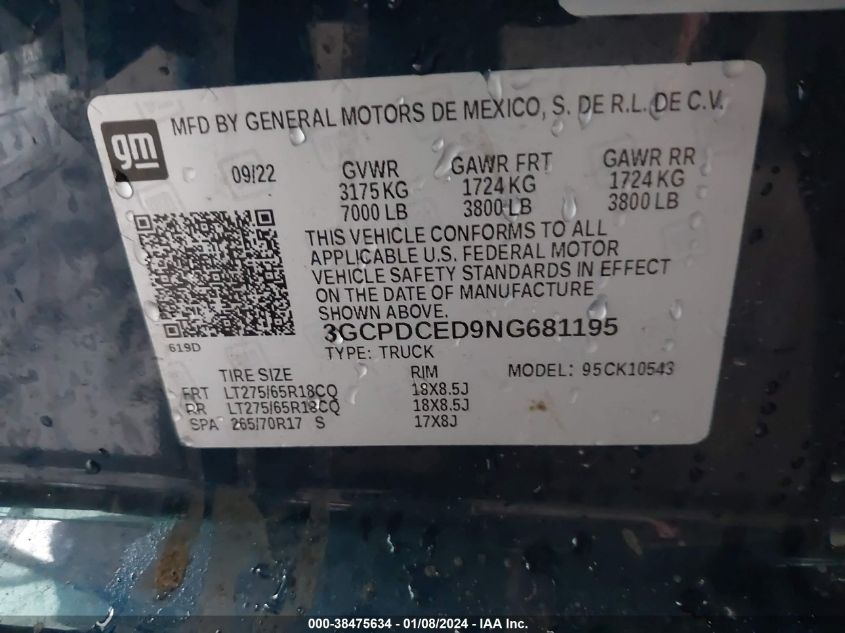 gm
MFD BY GENERAL MOTORS DE MEXICO, S. DE R.L. DE C.V.
09/22 GVWR GAWR FRT GAWR RR
3175 KG 1724 KG 1724 KG
7000 LB 3800 LB 3800 LB
THIS VEHICLE CONFORMS TO ALL
APPLICABLE U.S. FEDERAL MOTOR
VEHICLE SAFETY STANDARDS IN EFFECT
ON THE DATE OF MANUFACTURE
SHOWN ABOVE.
619D
3GCPDCED9NG681195
TYPE: TRUCK MODEL: 95CK10543
TIRE SIZE RIM
FRT LT275/65R18CQ 18X8.5J
RR LT275/65R18CQ 18X8.5J
SPA 265/70R17 S 17X8J
000-38475634 - 01/08/2024 - IAA Inc.